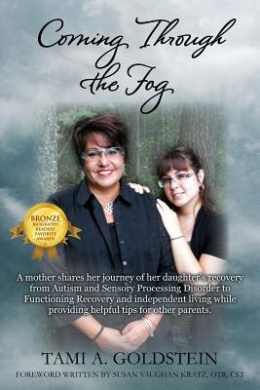 Coming Through
the Fog
BRONZE
BIOGRAPHY
READERS
FAVORITE
AWARDS
A mother shares her journey of her daughter's recovery
from Autism and Sensory Processing Disorder to
Functioning Recovery and independent living while
providing helpful tips for other parents.
TAMI A. GOLDSTEIN
FOREWORD WRITTEN BY SUSAN VAUGHAN KRATZ, OTR, CST